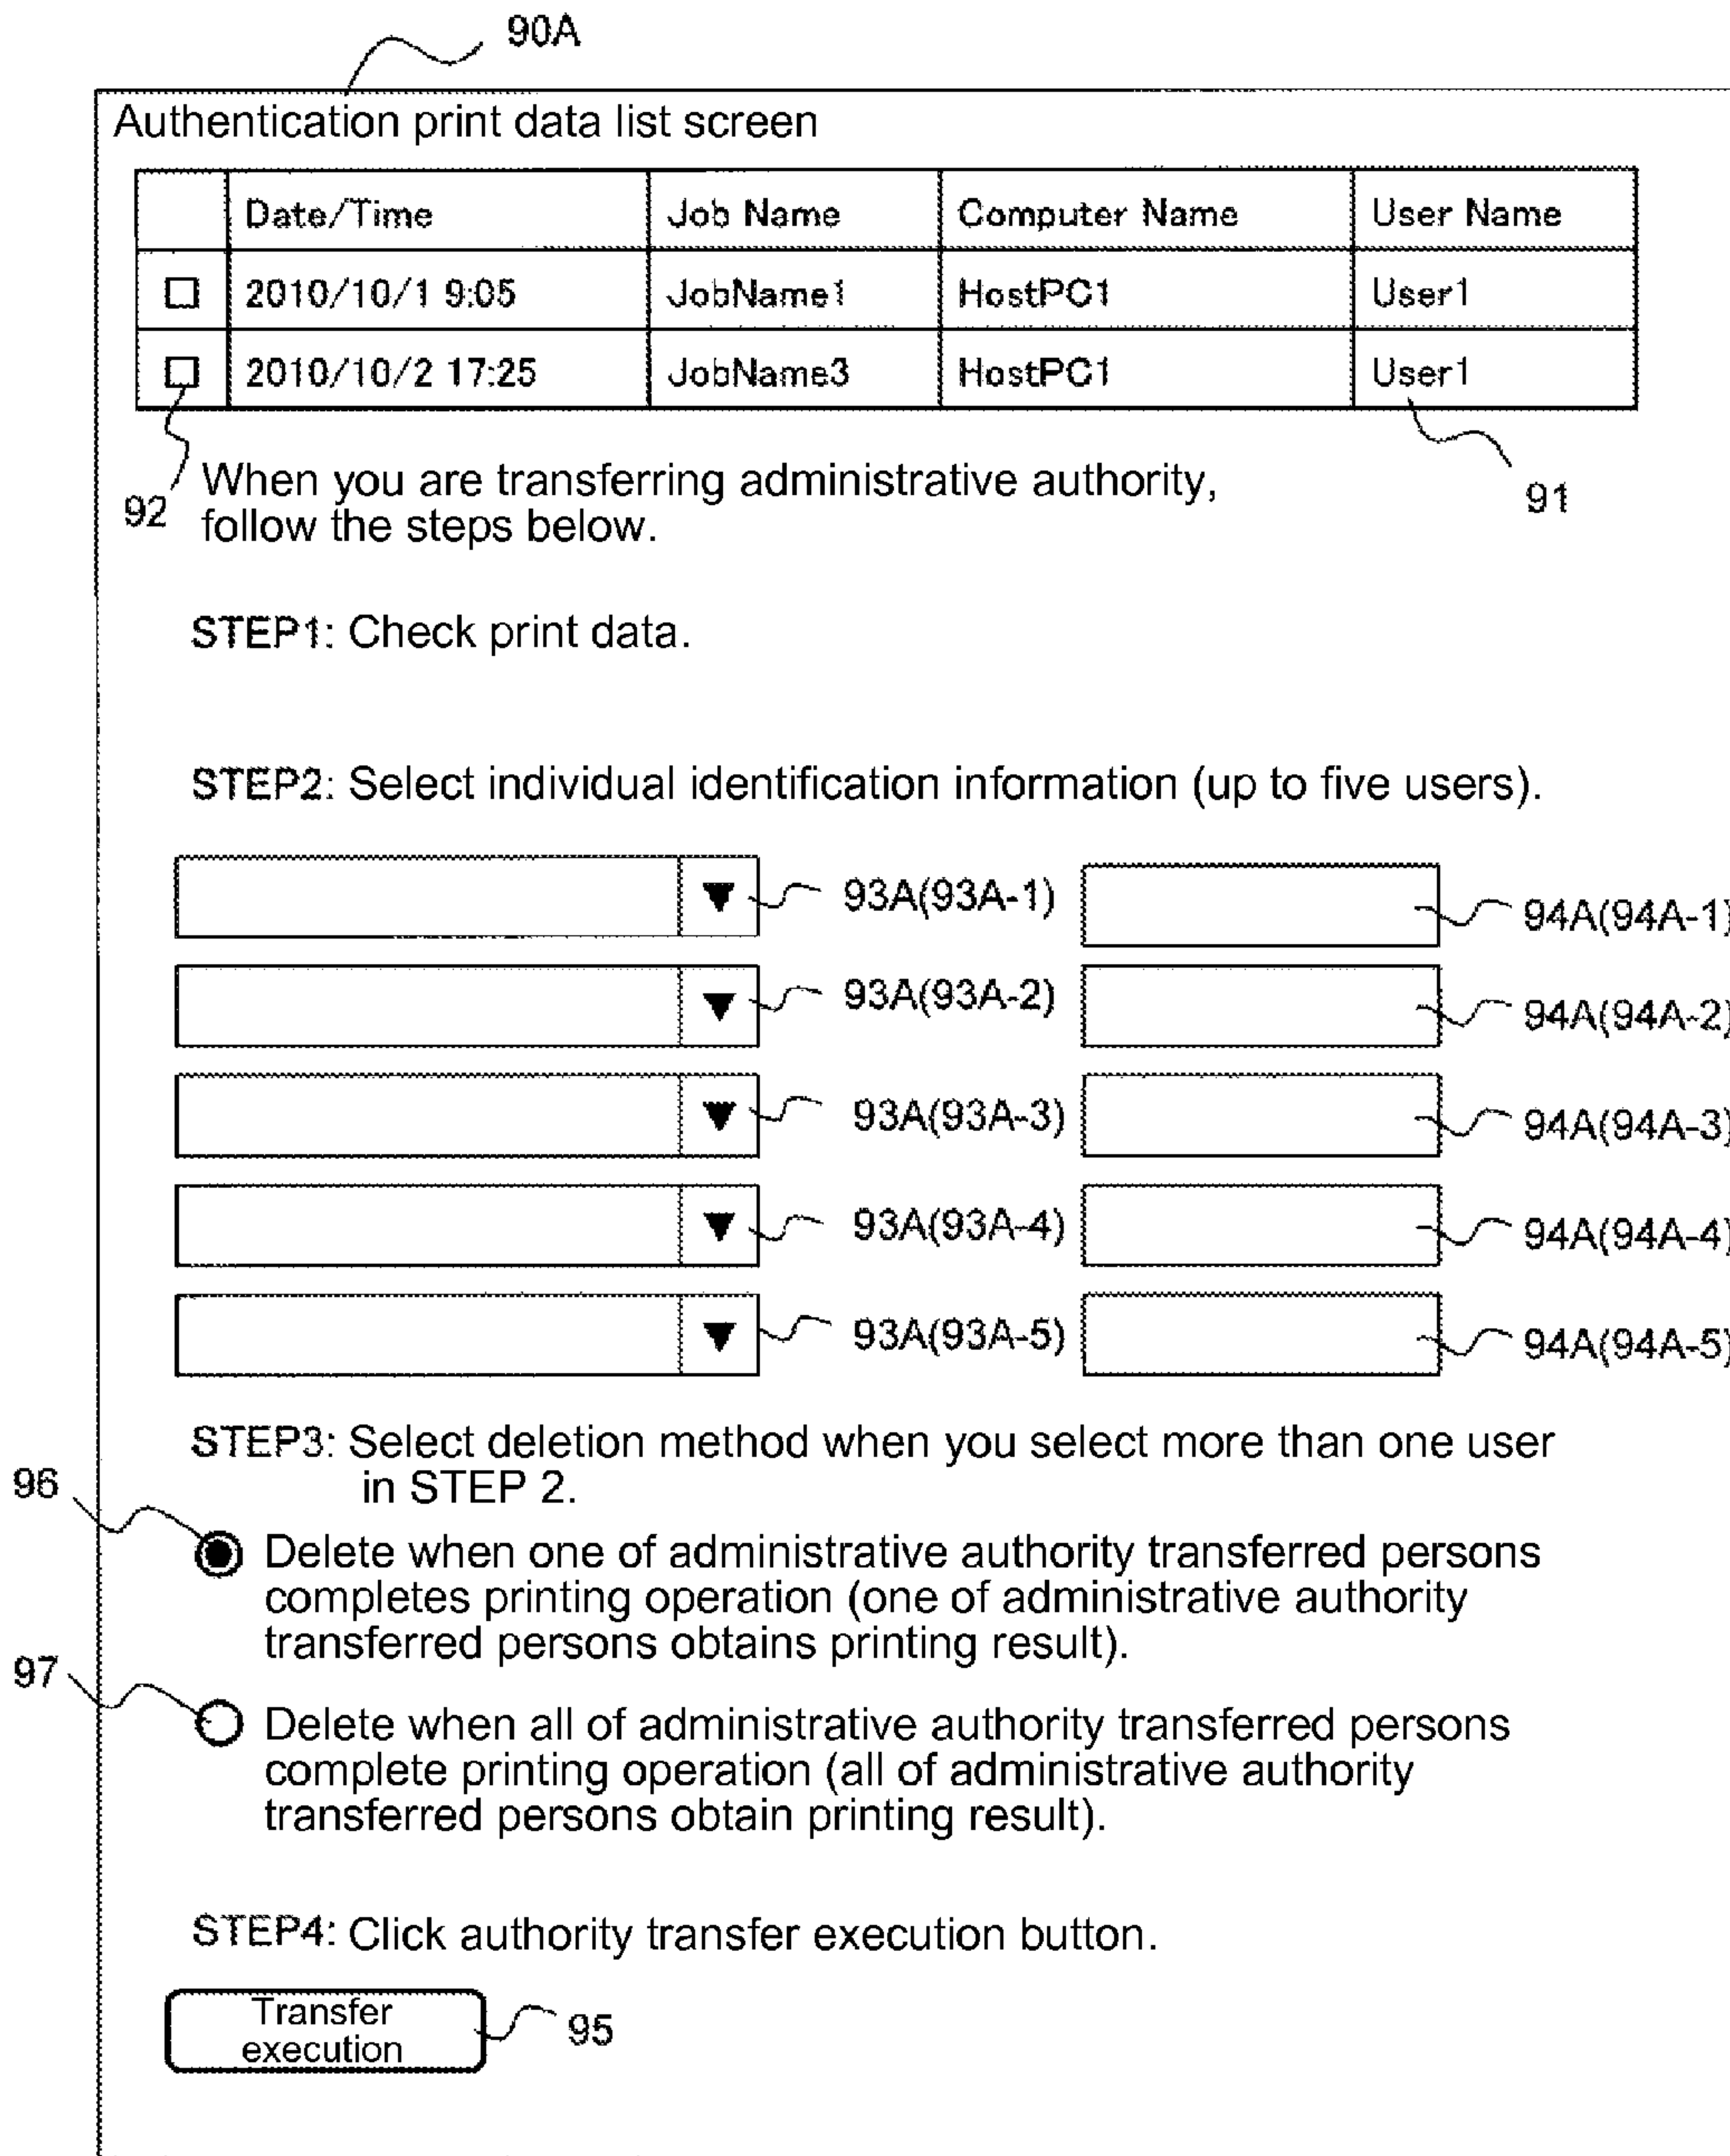 90A
Authentication print data list screen
Date/Time Job Name Computer Name User Name
2010/10/1 9:05 JobName1 HostPC1 User1
2010/10/2 17:25 JobName3 HostPC1 User1
92
91
When you are transferring administrative authority,
follow the steps below.
STEP1: Check print data.
STEP2: Select individual identification information (up to five users).
93A(93A-1) 94A(94A-1)
93A(93A-2) 94A(94A-2)
93A(93A-3) 94A(94A-3)
93A(93A-4) 94A(94A-4)
93A(93A-5) 94A(94A-5)
STEP3: Select deletion method when you select more than one user
in STEP 2.
96
Delete when one of administrative authority transferred persons
completes printing operation (one of administrative authority
transferred persons obtains printing result).
97
Delete when all of administrative authority transferred persons
complete printing operation (all of administrative authority
transferred persons obtain printing result).
STEP4: Click authority transfer execution button.
Transfer
execution
95